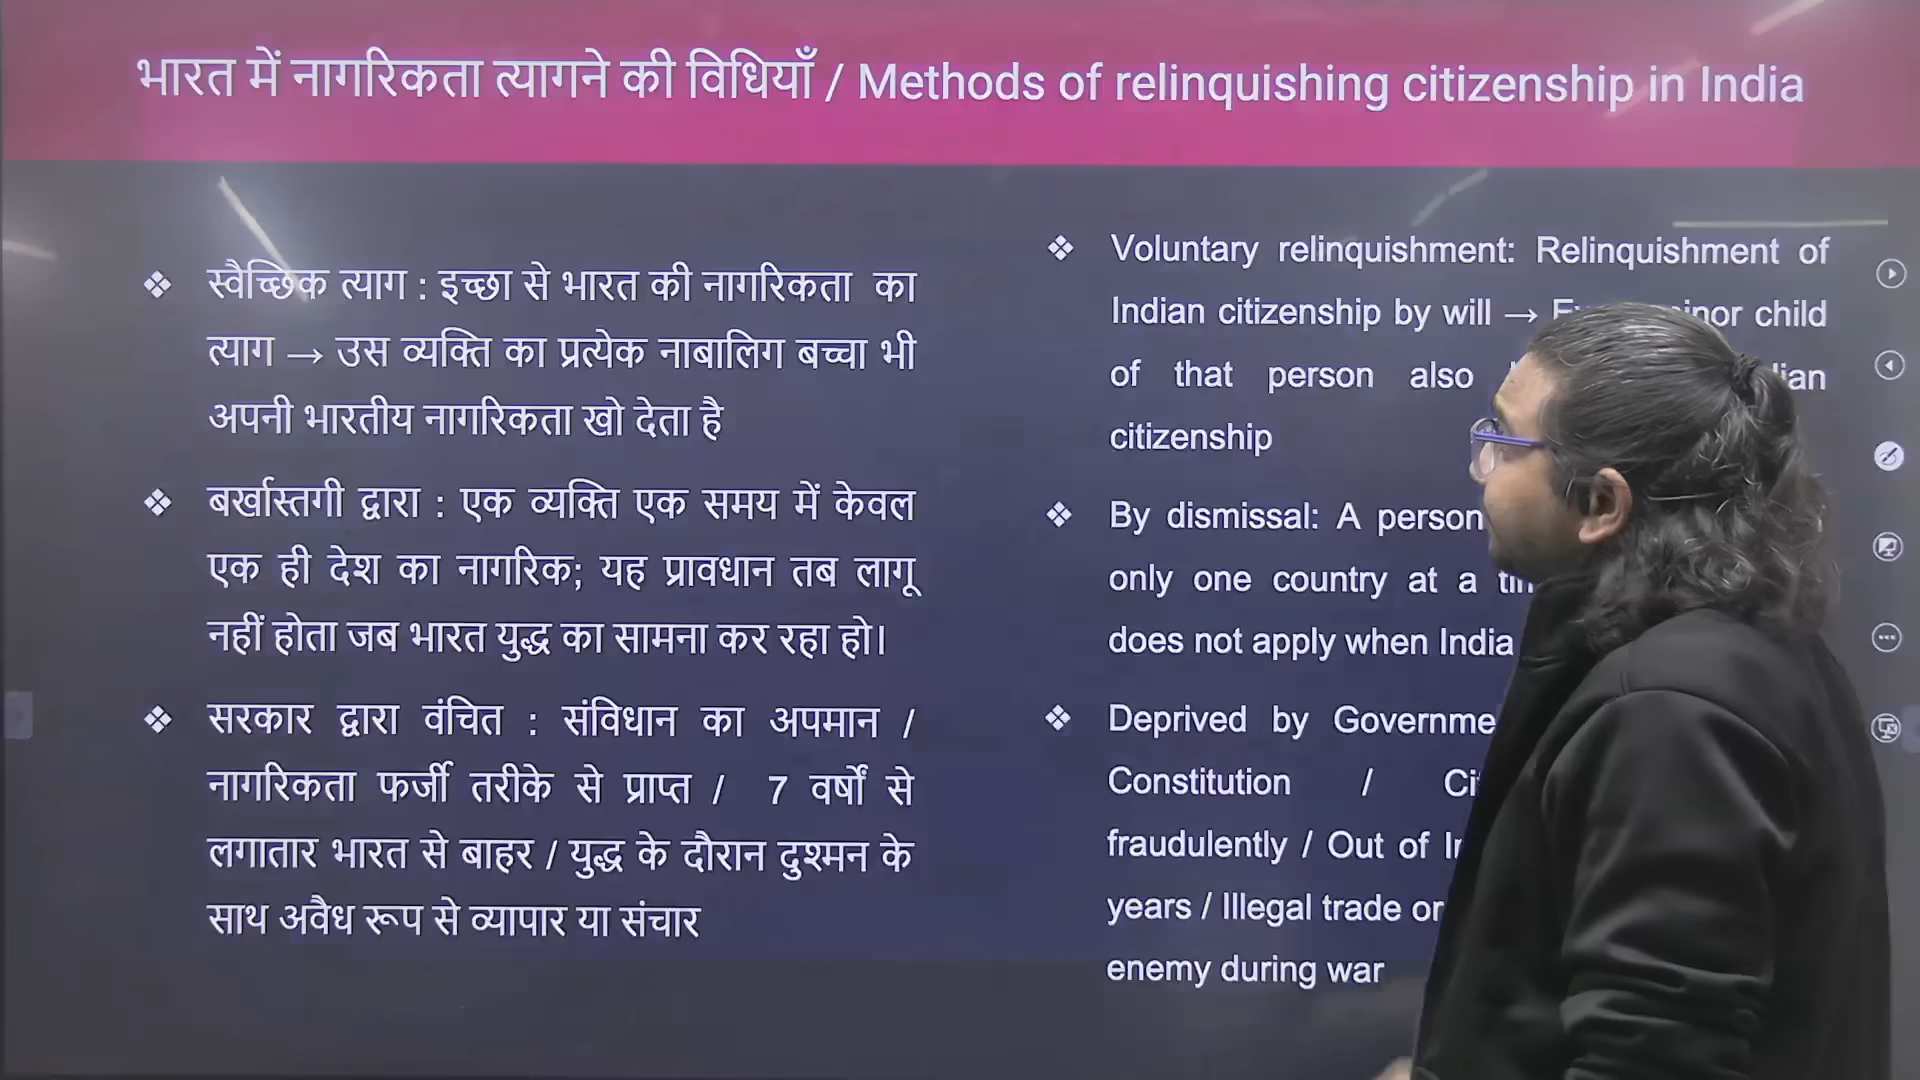 भारत में नागरिकता त्यागने की विधियाँ / Methods of relinquishing citizenship in India
❖ स्वैच्छिक त्याग : इच्छा से भारत की नागरिकता का
त्याग → उस व्यक्ति का प्रत्येक नाबालिग बच्चा भी
अपनी भारतीय नागरिकता खो देता है
❖ बर्खास्तगी द्वारा : एक व्यक्ति एक समय में केवल
एक ही देश का नागरिक; यह प्रावधान तब लागू
नहीं होता जब भारत युद्ध का सामना कर रहा हो।
❖ सरकार द्वारा वंचित : संविधान का अपमान /
नागरिकता फर्जी तरीके से प्राप्त / 7 वर्षों से
लगातार भारत से बाहर / युद्ध के दौरान दुश्मन के
साथ अवैध रूप से व्यापार या संचार
❖ Voluntary relinquishment: Relinquishment of
Indian citizenship by will → child
of that person also
citizenship
❖ By dismissal: A person
only one country at a
does not apply when India
❖ Deprived by
Constitution /
fraudulently / Out of
years / Illegal trade or
enemy during war